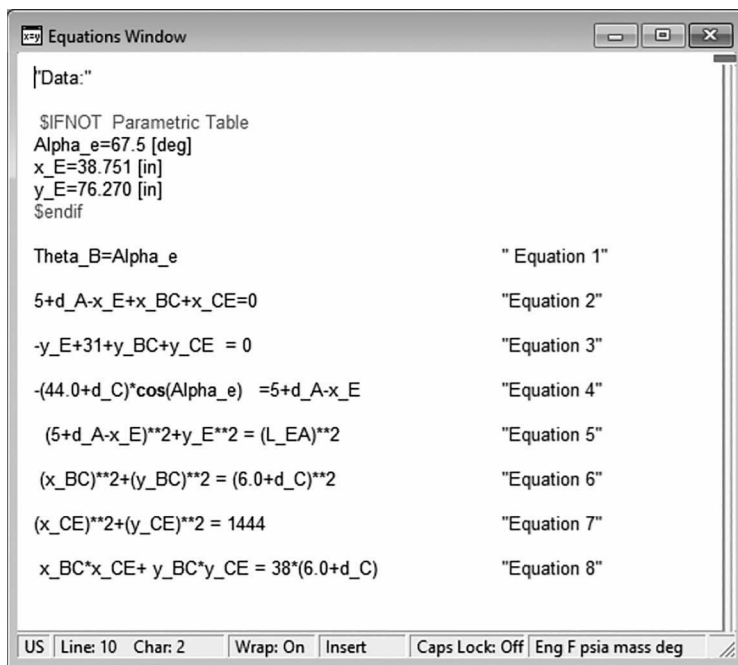 Equations Window
"Data:"
$IFNOT Parametric Table
Alpha_e=67.5 [deg]
x_E=38.751 [in]
y_E=76.270 [in]
$endif
Theta_B=Alpha_e " Equation 1"
5+d_A-x_E+x_BC+x_CE=0 "Equation 2"
-y_E+31+y_BC+y_CE = 0 "Equation 3"
-(44.0+d_C)*cos(Alpha_e) =5+d_A-x_E "Equation 4"
(5+d_A-x_E)**2+y_E**2 = (L_EA)**2 "Equation 5"
(x_BC)**2+(y_BC)**2 = (6.0+d_C)**2 "Equation 6"
(x_CE)**2+(y_CE)**2 = 1444 "Equation 7"
x_BC*x_CE+ y_BC*y_CE = 38*(6.0+d_C) "Equation 8"
US Line: 10 Char: 2 Wrap: On Insert Caps Lock: Off Eng F psia mass deg